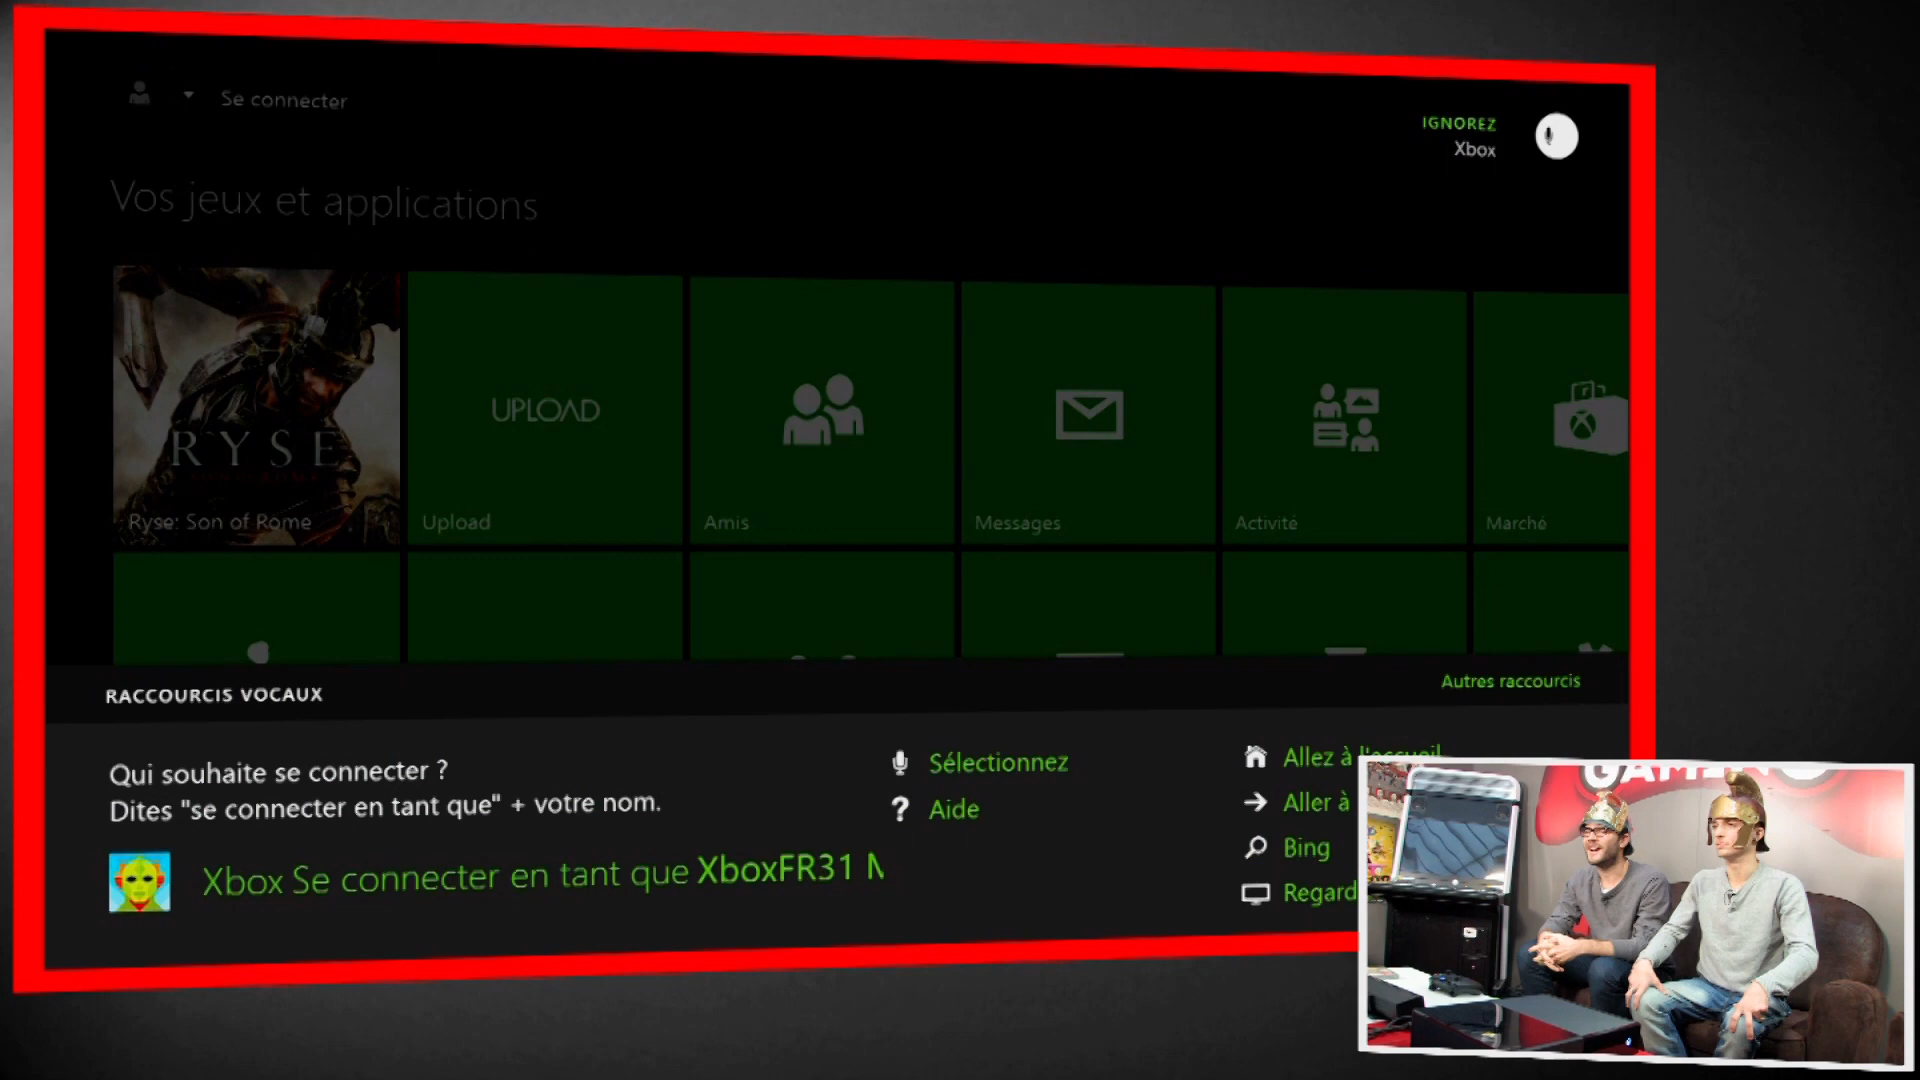 Se connecter
IGNOREZ
Xbox
Vos jeux et applications
RYSE
Ryse: Son of Rome
UPLOAD
Upload
Amis
Messages
Activité
Marché
RACCOURCIS VOCAUX
Autres raccourcis
Qui souhaite se connecter ?
Dites "se connecter en tant que" + votre nom.
Xbox Se connecter en tant que XboxFR31
Sélectionnez
Aide
Allez à l'accueil
Aller à
Bing
Regard